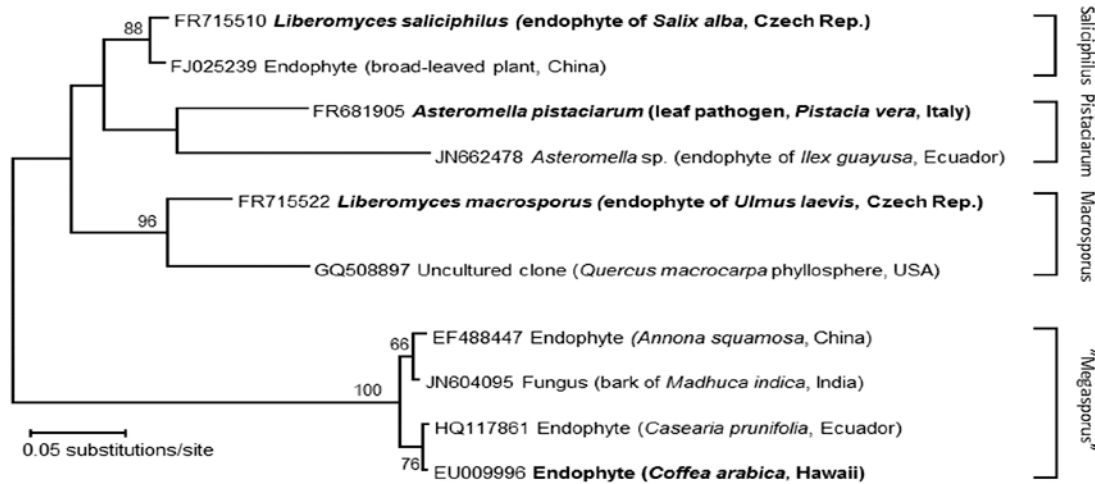 88
FR715510 Liberomyces saliciphilus (endophyte of Salix alba, Czech Rep.)
FJ025239 Endophyte (broad-leaved plant, China)
Saliciphilus
FR681905 Asteromella pistaciarum (leaf pathogen, Pistacia vera, Italy)
JN662478 Asteromella sp. (endophyte of Ilex guayusa, Ecuador)
Pistaciarum
96
FR715522 Liberomyces macrosporus (endophyte of Ulmus laevis, Czech Rep.)
GQ508897 Uncultured clone (Quercus macrocarpa phyllosphere, USA)
Macrosporus
100
66
EF488447 Endophyte (Annona squamosa, China)
JN604095 Fungus (bark of Madhuca indica, India)
HQ117861 Endophyte (Casearia prunifolia, Ecuador)
76
EU009996 Endophyte (Coffea arabica, Hawaii)
"Megasporus"
0.05 substitutions/site